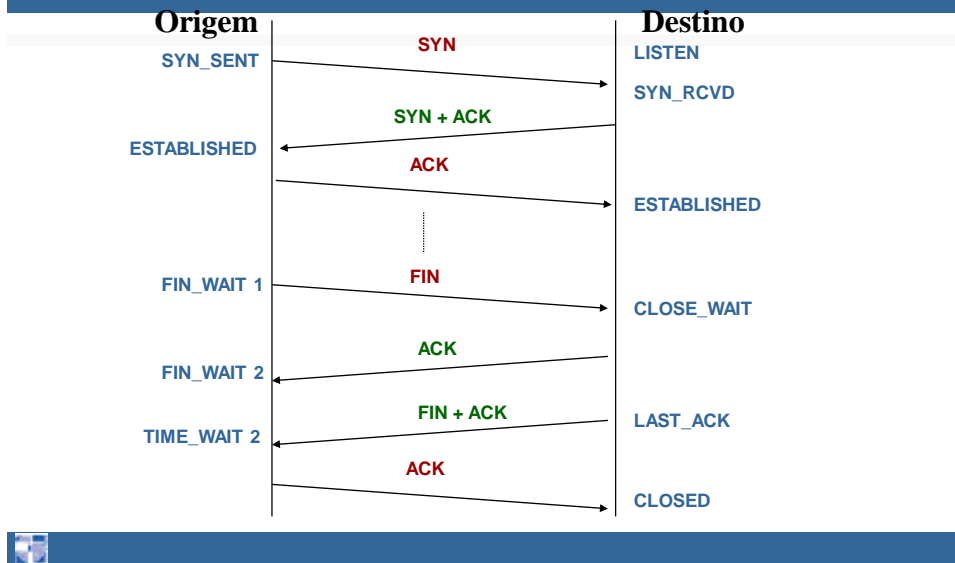 Origem
Destino
SYN
LISTEN
SYN_SENT
SYN_RCVD
SYN + ACK
ESTABLISHED
ACK
ESTABLISHED
FIN
FIN_WAIT 1
CLOSE_WAIT
ACK
FIN_WAIT 2
FIN + ACK
LAST_ACK
TIME_WAIT 2
ACK
CLOSED